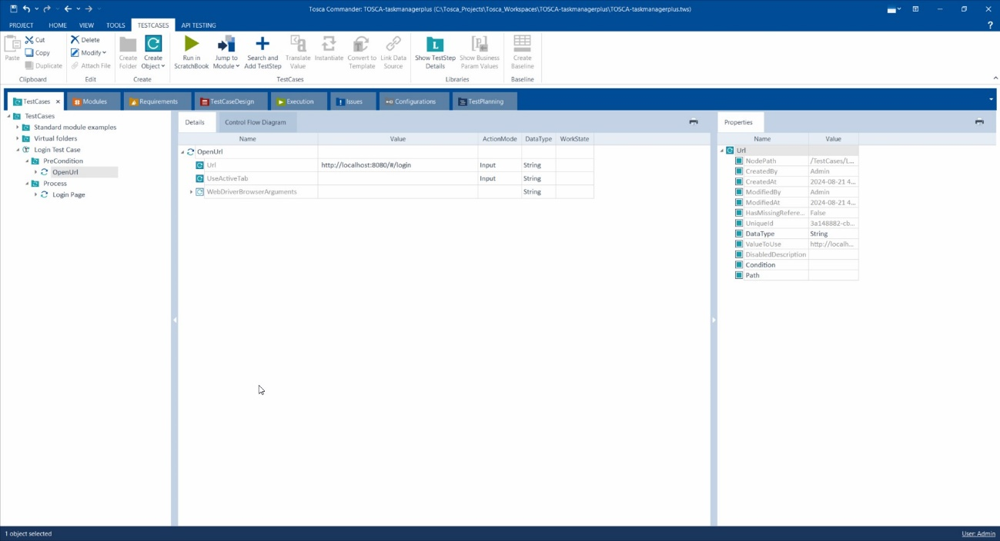 Tosca Commander: TOSCA-taskmanagerplus (C:\Tosca_Projects\Tosca_Workspaces\TOSCA-taskmanagerplus\TOSCA-taskmanagerplus.tws)
PROJECT HOME VIEW TOOLS TESTCASES API TESTING ?
Paste
Cut
Copy
Duplicate
Clipboard
Delete
Modify
Attach File
Edit
Create Folder
Create Object
Create
Run in ScratchBook
Jump to Module
Search and Add TestStep
Translate Value
Instantiate
Convert to Template
Link Data Source
TestCases
Show TestStep Details
Show Business Param Values
Libraries
Create Baseline
Baseline
TestCases × Modules Requirements TestCaseDesign Execution Issues Configurations TestPlanning
TestCases
Standard module examples
Virtual folders
Login Test Case
PreCondition
OpenUrl
Process
Login Page
Details Control Flow Diagram
Name Value ActionMode DataType WorkState
OpenUrl
Url http://localhost:8080/#/login Input String
UseActiveTab Input String
WebDriverBrowserArguments String
Properties
Name Value
Url
NodePath /TestCases/L...
CreatedBy Admin
CreatedAt 2024-08-21 4...
ModifiedBy Admin
ModifiedAt 2024-08-21 4...
HasMissingRefere... False
UniqueId 3a148882-cb...
DataType String
ValueToUse http://localh...
DisabledDescription
Condition
Path
1 object selected
User: Admin